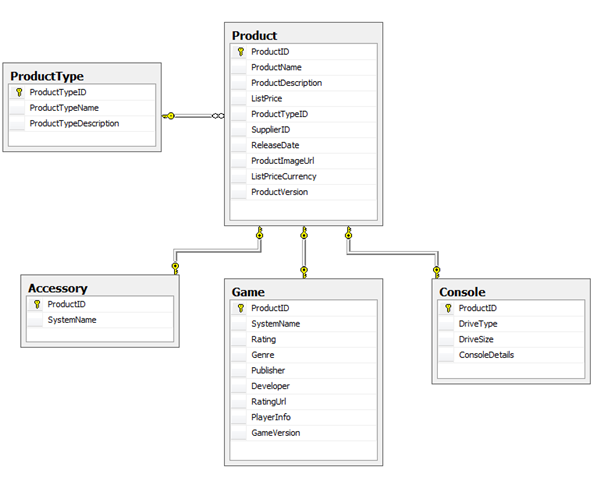 Product
ProductID
ProductName
ProductDescription
ListPrice
ProductTypeID
SupplierID
ReleaseDate
ProductImageUrl
ListPriceCurrency
ProductVersion
ProductType
ProductTypeID
ProductTypeName
ProductTypeDescription
Accessory
ProductID
SystemName
Game
ProductID
SystemName
Rating
Genre
Publisher
Developer
RatingUrl
PlayerInfo
GameVersion
Console
ProductID
DriveType
DriveSize
ConsoleDetails